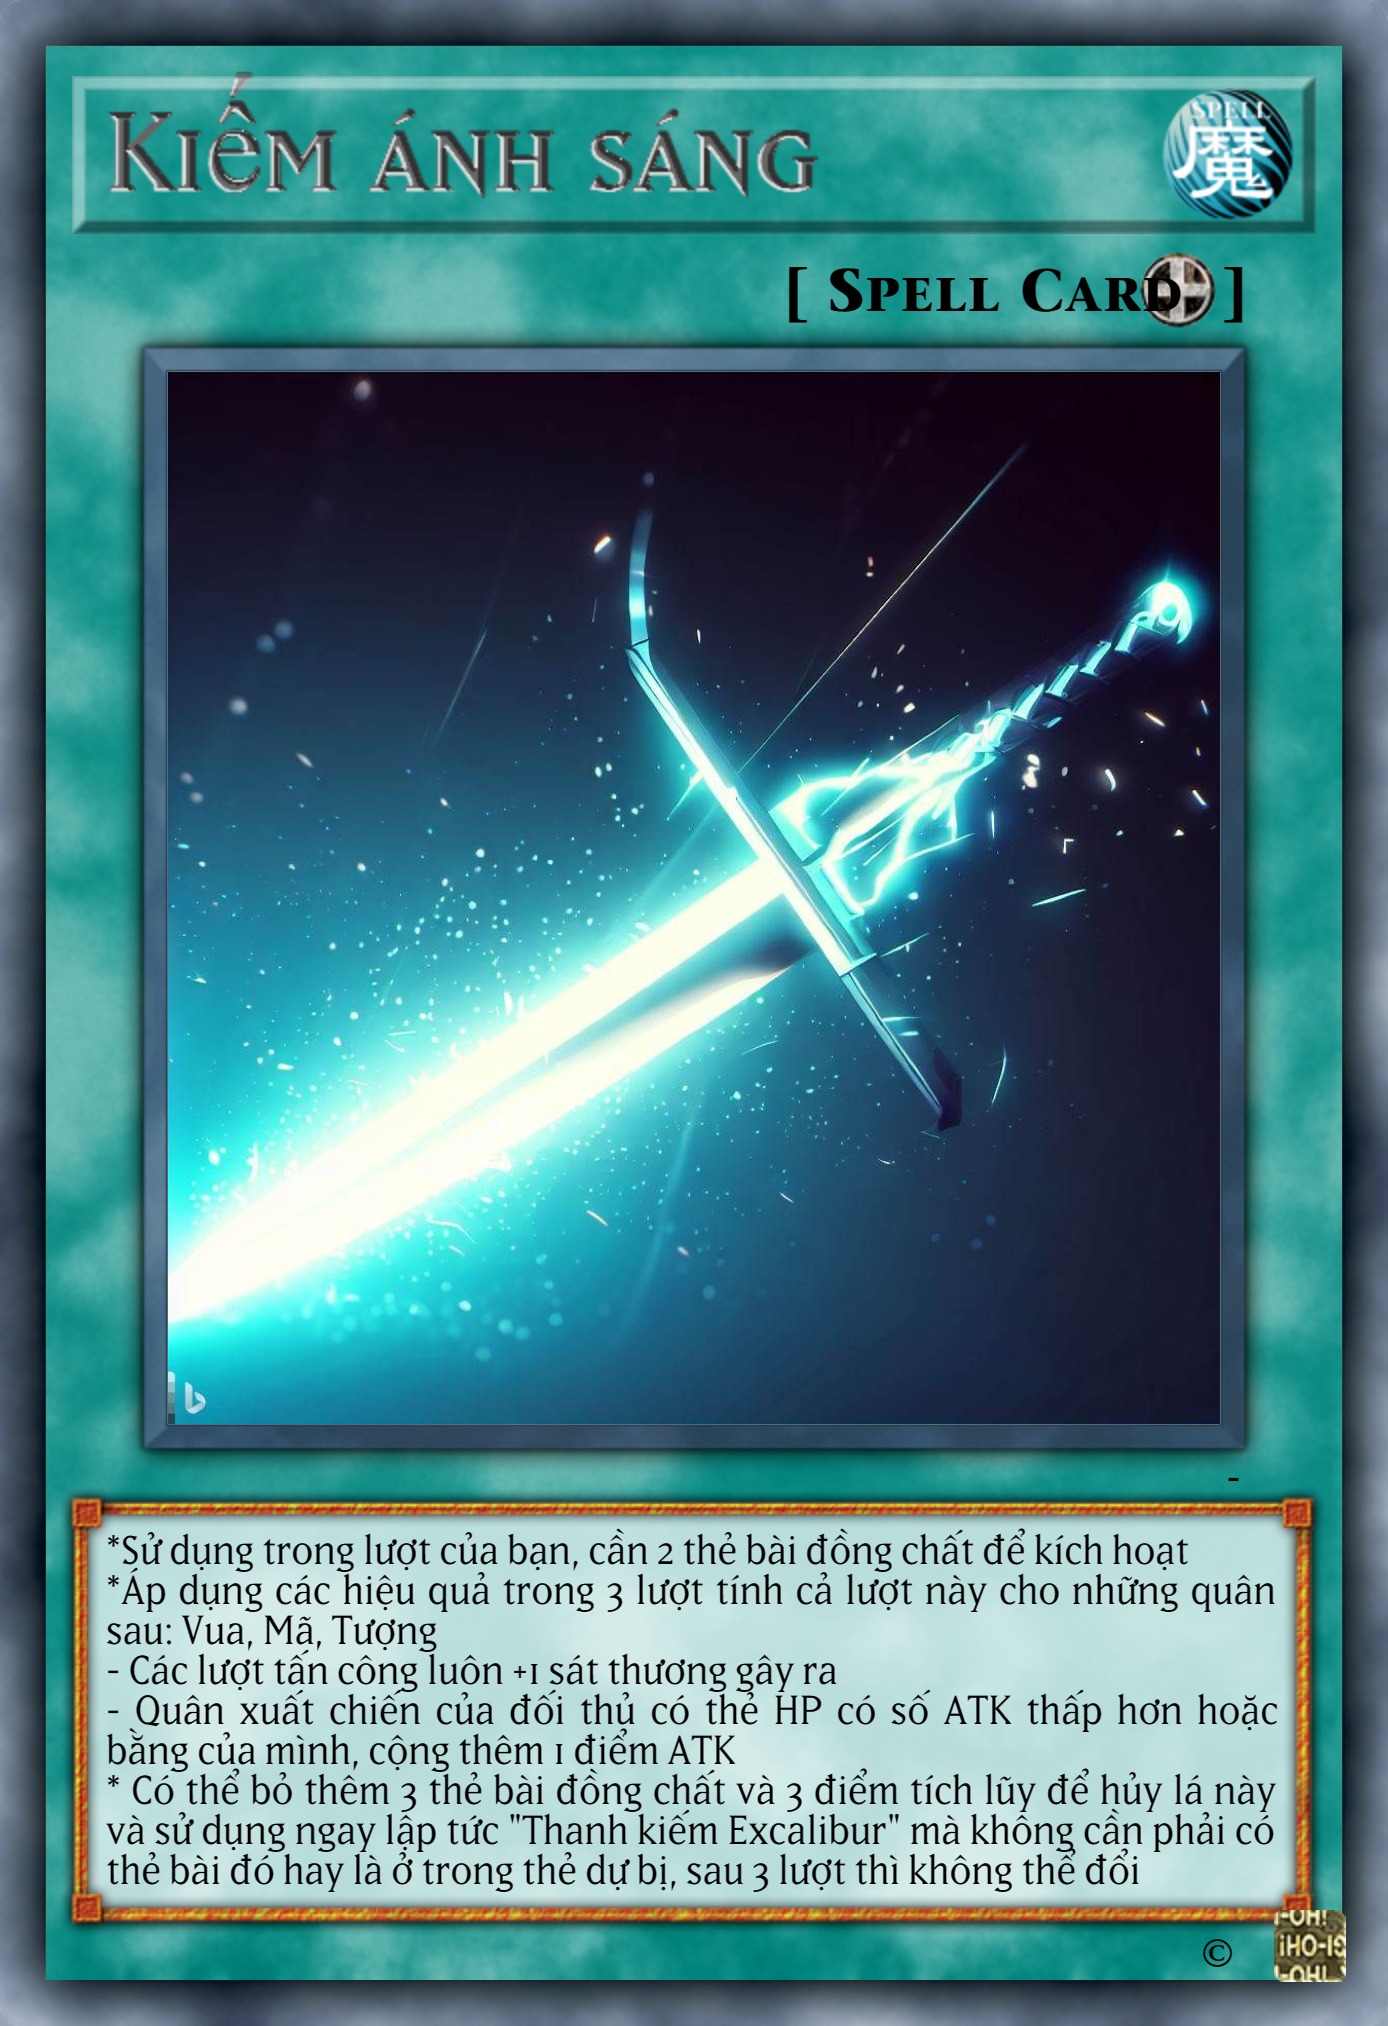 Kiếm ánh sáng
SPELL
魔
[ Spell Card ]
b
-
*Sử dụng trong lượt của bạn, cần 2 thẻ bài đồng chất để kích hoạt
*Áp dụng các hiệu quả trong 3 lượt tính cả lượt này cho những quân
sau: Vua, Mã, Tượng
- Các lượt tấn công luôn +1 sát thương gây ra
- Quân xuất chiến của đối thủ có thẻ HP có số ATK thấp hơn hoặc
bằng của mình, cộng thêm 1 điểm ATK
* Có thể bỏ thêm 3 thẻ bài đồng chất và 3 điểm tích lũy để hủy lá này
và sử dụng ngay lập tức "Thanh kiếm Excalibur" mà không cần phải có
thẻ bài đó hay là ở trong thẻ dự bị, sau 3 lượt thì không thể đổi
©